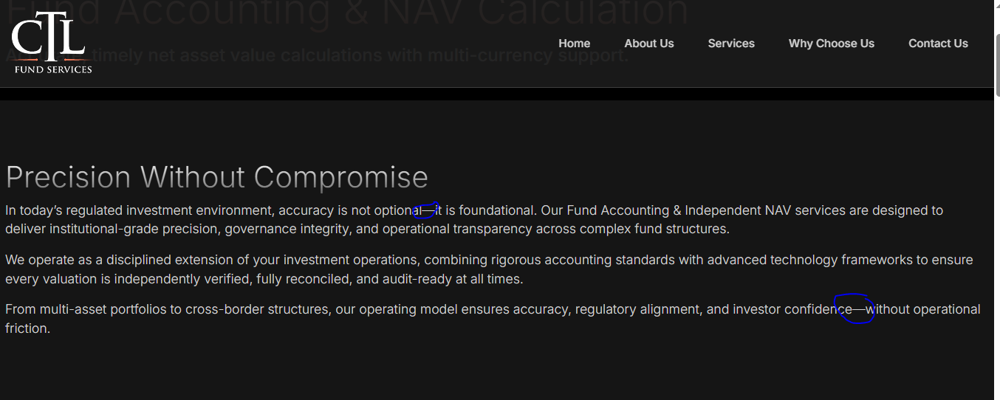 Fund Accounting & NAV Calculation
CTL
FUND SERVICES
Home
About Us
Services
Why Choose Us
Contact Us
timely net asset value calculations with multi-currency support.
Precision Without Compromise
In today’s regulated investment environment, accuracy is not optional—it is foundational. Our Fund Accounting & Independent NAV services are designed to
deliver institutional-grade precision, governance integrity, and operational transparency across complex fund structures.
We operate as a disciplined extension of your investment operations, combining rigorous accounting standards with advanced technology frameworks to ensure
every valuation is independently verified, fully reconciled, and audit-ready at all times.
From multi-asset portfolios to cross-border structures, our operating model ensures accuracy, regulatory alignment, and investor confidence—without operational
friction.